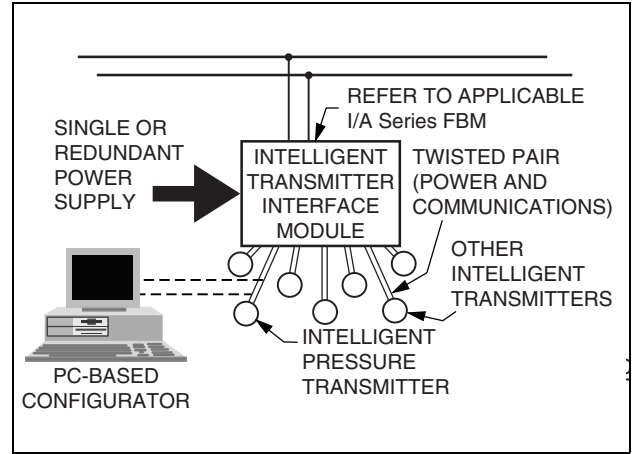 REFER TO APPLICABLE
I/A Series FBM
SINGLE OR
REDUNDANT
POWER
SUPPLY
INTELLIGENT
TRANSMITTER
INTERFACE
MODULE
TWISTED PAIR
(POWER AND
COMMUNICATIONS)
OTHER
INTELLIGENT
TRANSMITTERS
INTELLIGENT
PRESSURE
TRANSMITTER
PC-BASED
CONFIGURATOR